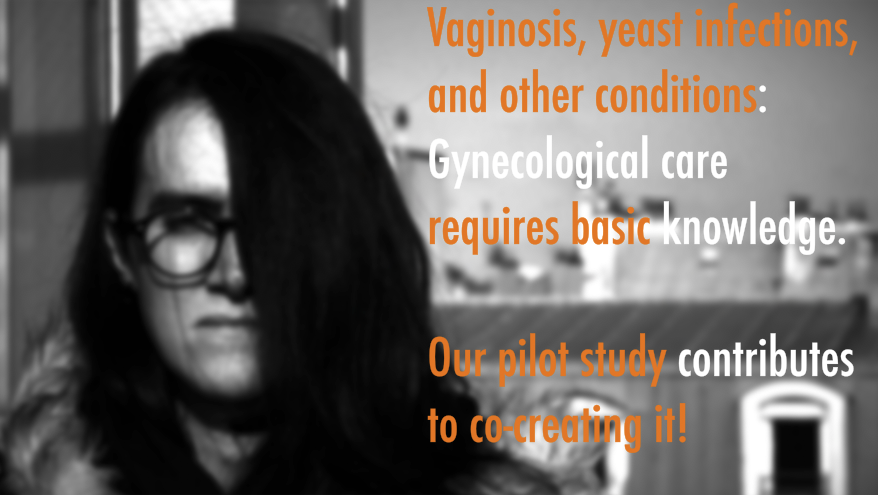 Vaginosis, yeast infections,
and other conditions:
Gynecological care
requires basic knowledge.
Our pilot study contributes
to co-creating it!